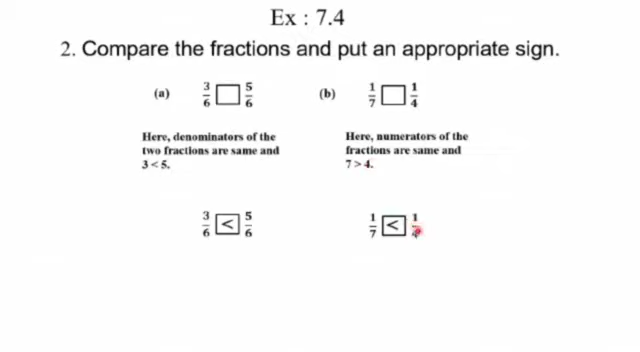 Ex : 7.4
2. Compare the fractions and put an appropriate sign.
(a) 3/6 □ 5/6 (b) 1/7 □ 1/4
Here, denominators of the Here, numerators of the
two fractions are same and fractions are same and
3 < 5. 7 > 4.
3/6 < 5/6 1/7 < 1/4